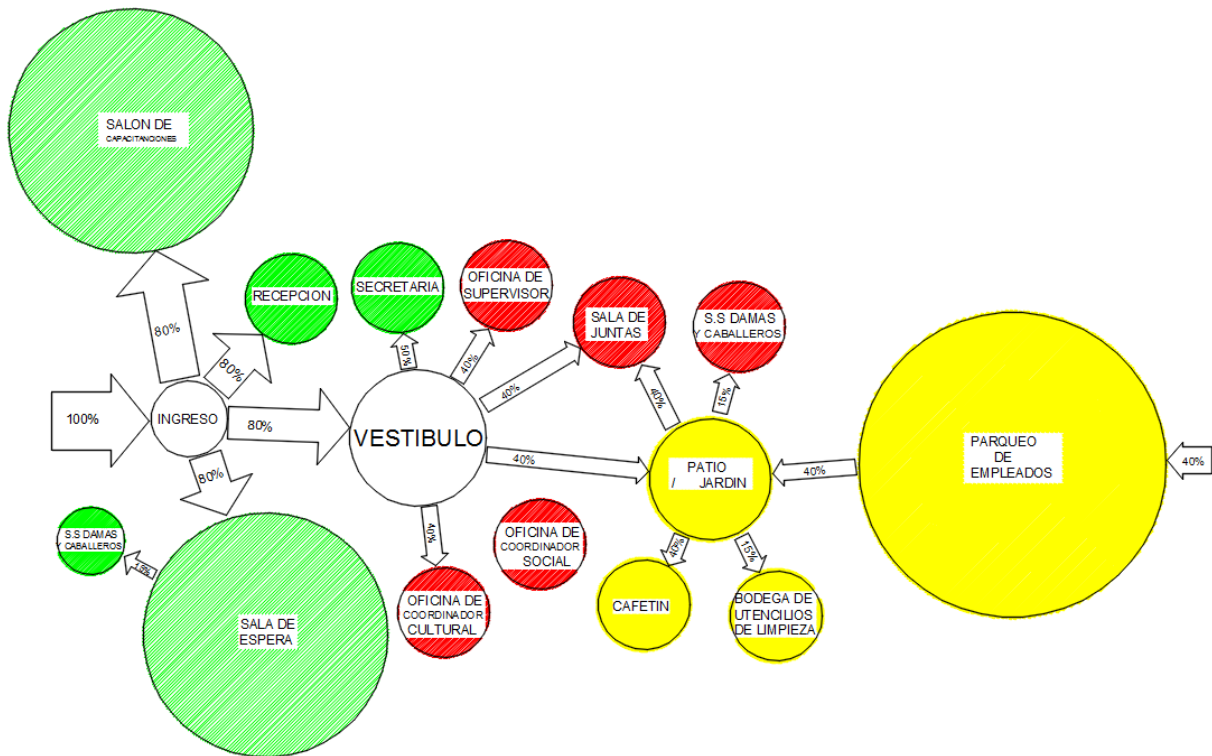 SALON DE
CAPACITANCIONES
80%
RECEPCION
80%
SECRETARIA
50%
OFICINA DE
SUPERVISOR
40%
SALA DE
JUNTAS
40%
S.S DAMAS
Y CABALLEROS
15%
40%
100%
INGRESO
80%
VESTIBULO
40%
PATIO
/ JARDIN
40%
PARQUEO
DE
EMPLEADOS
40%
80%
S.S DAMAS
Y CABALLEROS
15%
SALA DE
ESPERA
40%
OFICINA DE
COORDINADOR
CULTURAL
OFICINA DE
COORDINADOR
SOCIAL
40%
CAFETIN
15%
BODEGA DE
UTENCILIOS
DE LIMPIEZA